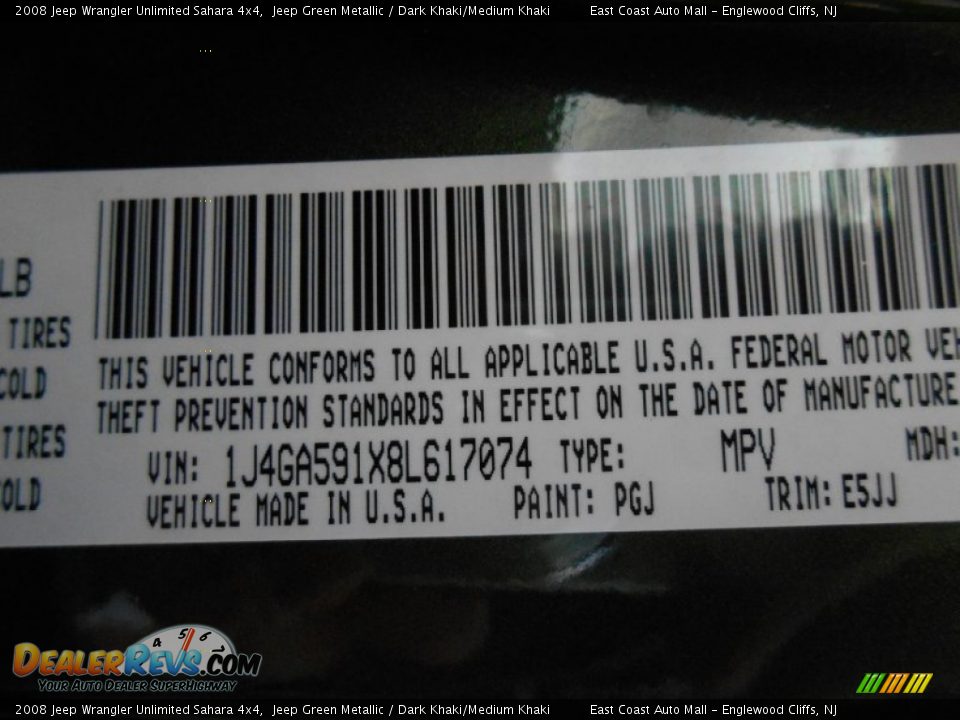 2008 Jeep Wrangler Unlimited Sahara 4x4, Jeep Green Metallic / Dark Khaki/Medium Khaki East Coast Auto Mall - Englewood Cliffs, NJ
LB
TIRES
COLD
TIRES
OLD
THIS VEHICLE CONFORMS TO ALL APPLICABLE U.S.A. FEDERAL MOTOR VEH
THEFT PREVENTION STANDARDS IN EFFECT ON THE DATE OF MANUFACTURE
VIN: 1J4GA591X8L617074 TYPE: MPV MDH:
VEHICLE MADE IN U.S.A. PAINT: PGJ TRIM: E5JJ
4 5 6
DEALERREVS.COM
YOUR AUTO DEALER SUPERHIGHWAY
2008 Jeep Wrangler Unlimited Sahara 4x4, Jeep Green Metallic / Dark Khaki/Medium Khaki East Coast Auto Mall - Englewood Cliffs, NJ